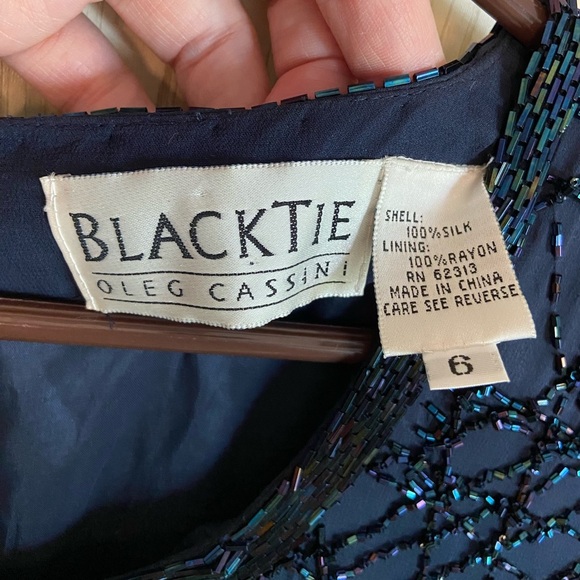 BLACKTIE
OLEG CASSINI
SHELL:
100% SILK
LINING:
100% RAYON
RN 62313
MADE IN CHINA
CARE SEE REVERSE
6